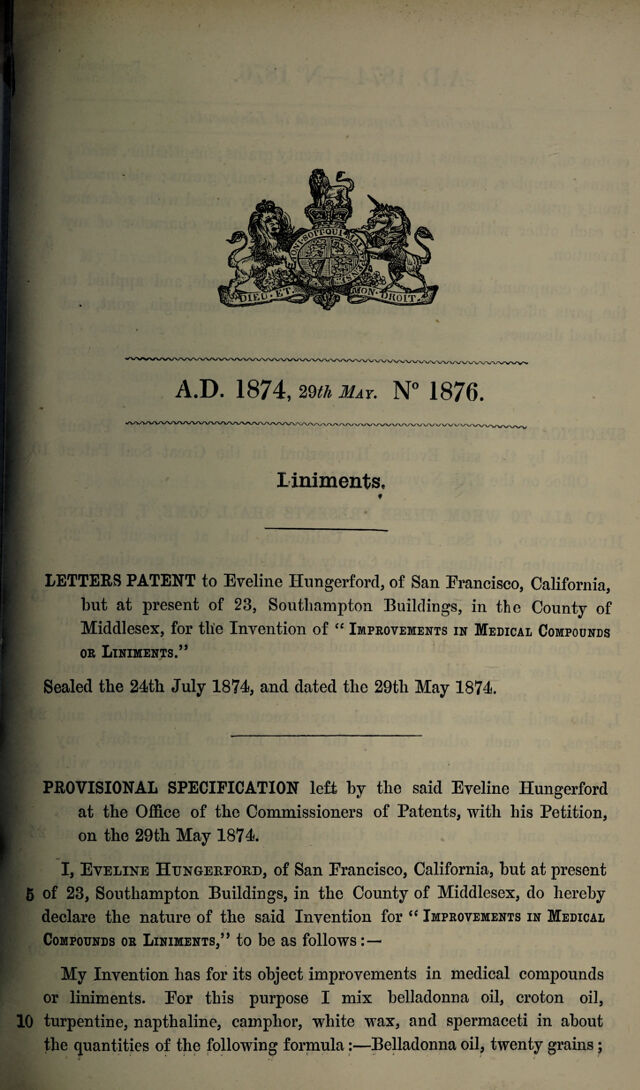 HONI·SOIT·QUI·MAL
DIEU·ET·
MON·DROIT·
A.D. 1874, 29th MAY. Nº 1876.
Liniments.
LETTERS PATENT to Eveline Hungerford, of San Francisco, California,
but at present of 23, Southampton Buildings, in the County of
Middlesex, for the Invention of “ IMPROVEMENTS IN MEDICAL COMPOUNDS
OR LINIMENTS.”
Sealed the 24th July 1874, and dated the 29th May 1874.
PROVISIONAL SPECIFICATION left by the said Eveline Hungerford
at the Office of the Commissioners of Patents, with his Petition,
on the 29th May 1874.
I, EVELINE HUNGERFORD, of San Francisco, California, but at present
5 of 23, Southampton Buildings, in the County of Middlesex, do hereby
declare the nature of the said Invention for “ IMPROVEMENTS IN MEDICAL
COMPOUNDS OR LINIMENTS,” to be as follows :—
My Invention has for its object improvements in medical compounds
or liniments. For this purpose I mix belladonna oil, croton oil,
10 turpentine, napthaline, camphor, white wax, and spermaceti in about
the quantities of the following formula :—Belladonna oil, twenty grains ;